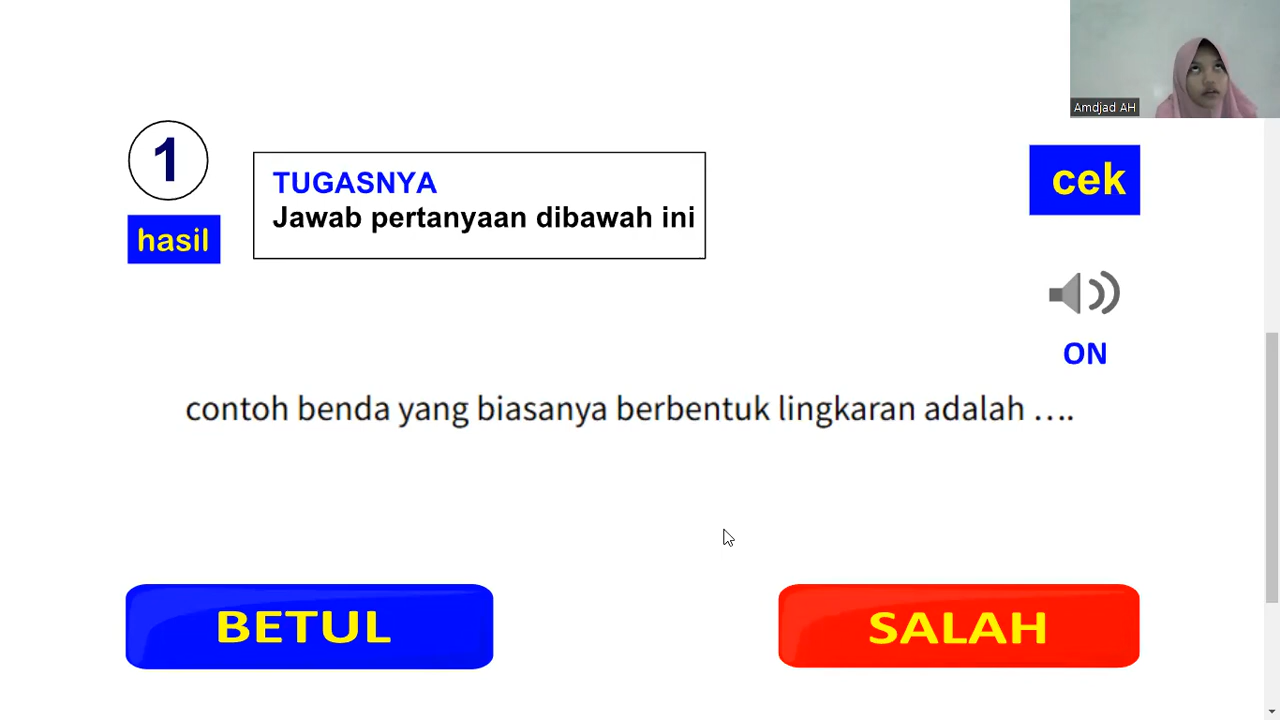 Amdjad AH
1
TUGASNYA
Jawab pertanyaan dibawah ini
hasil
cek
ON
contoh benda yang biasanya berbentuk lingkaran adalah ….
BETUL
SALAH